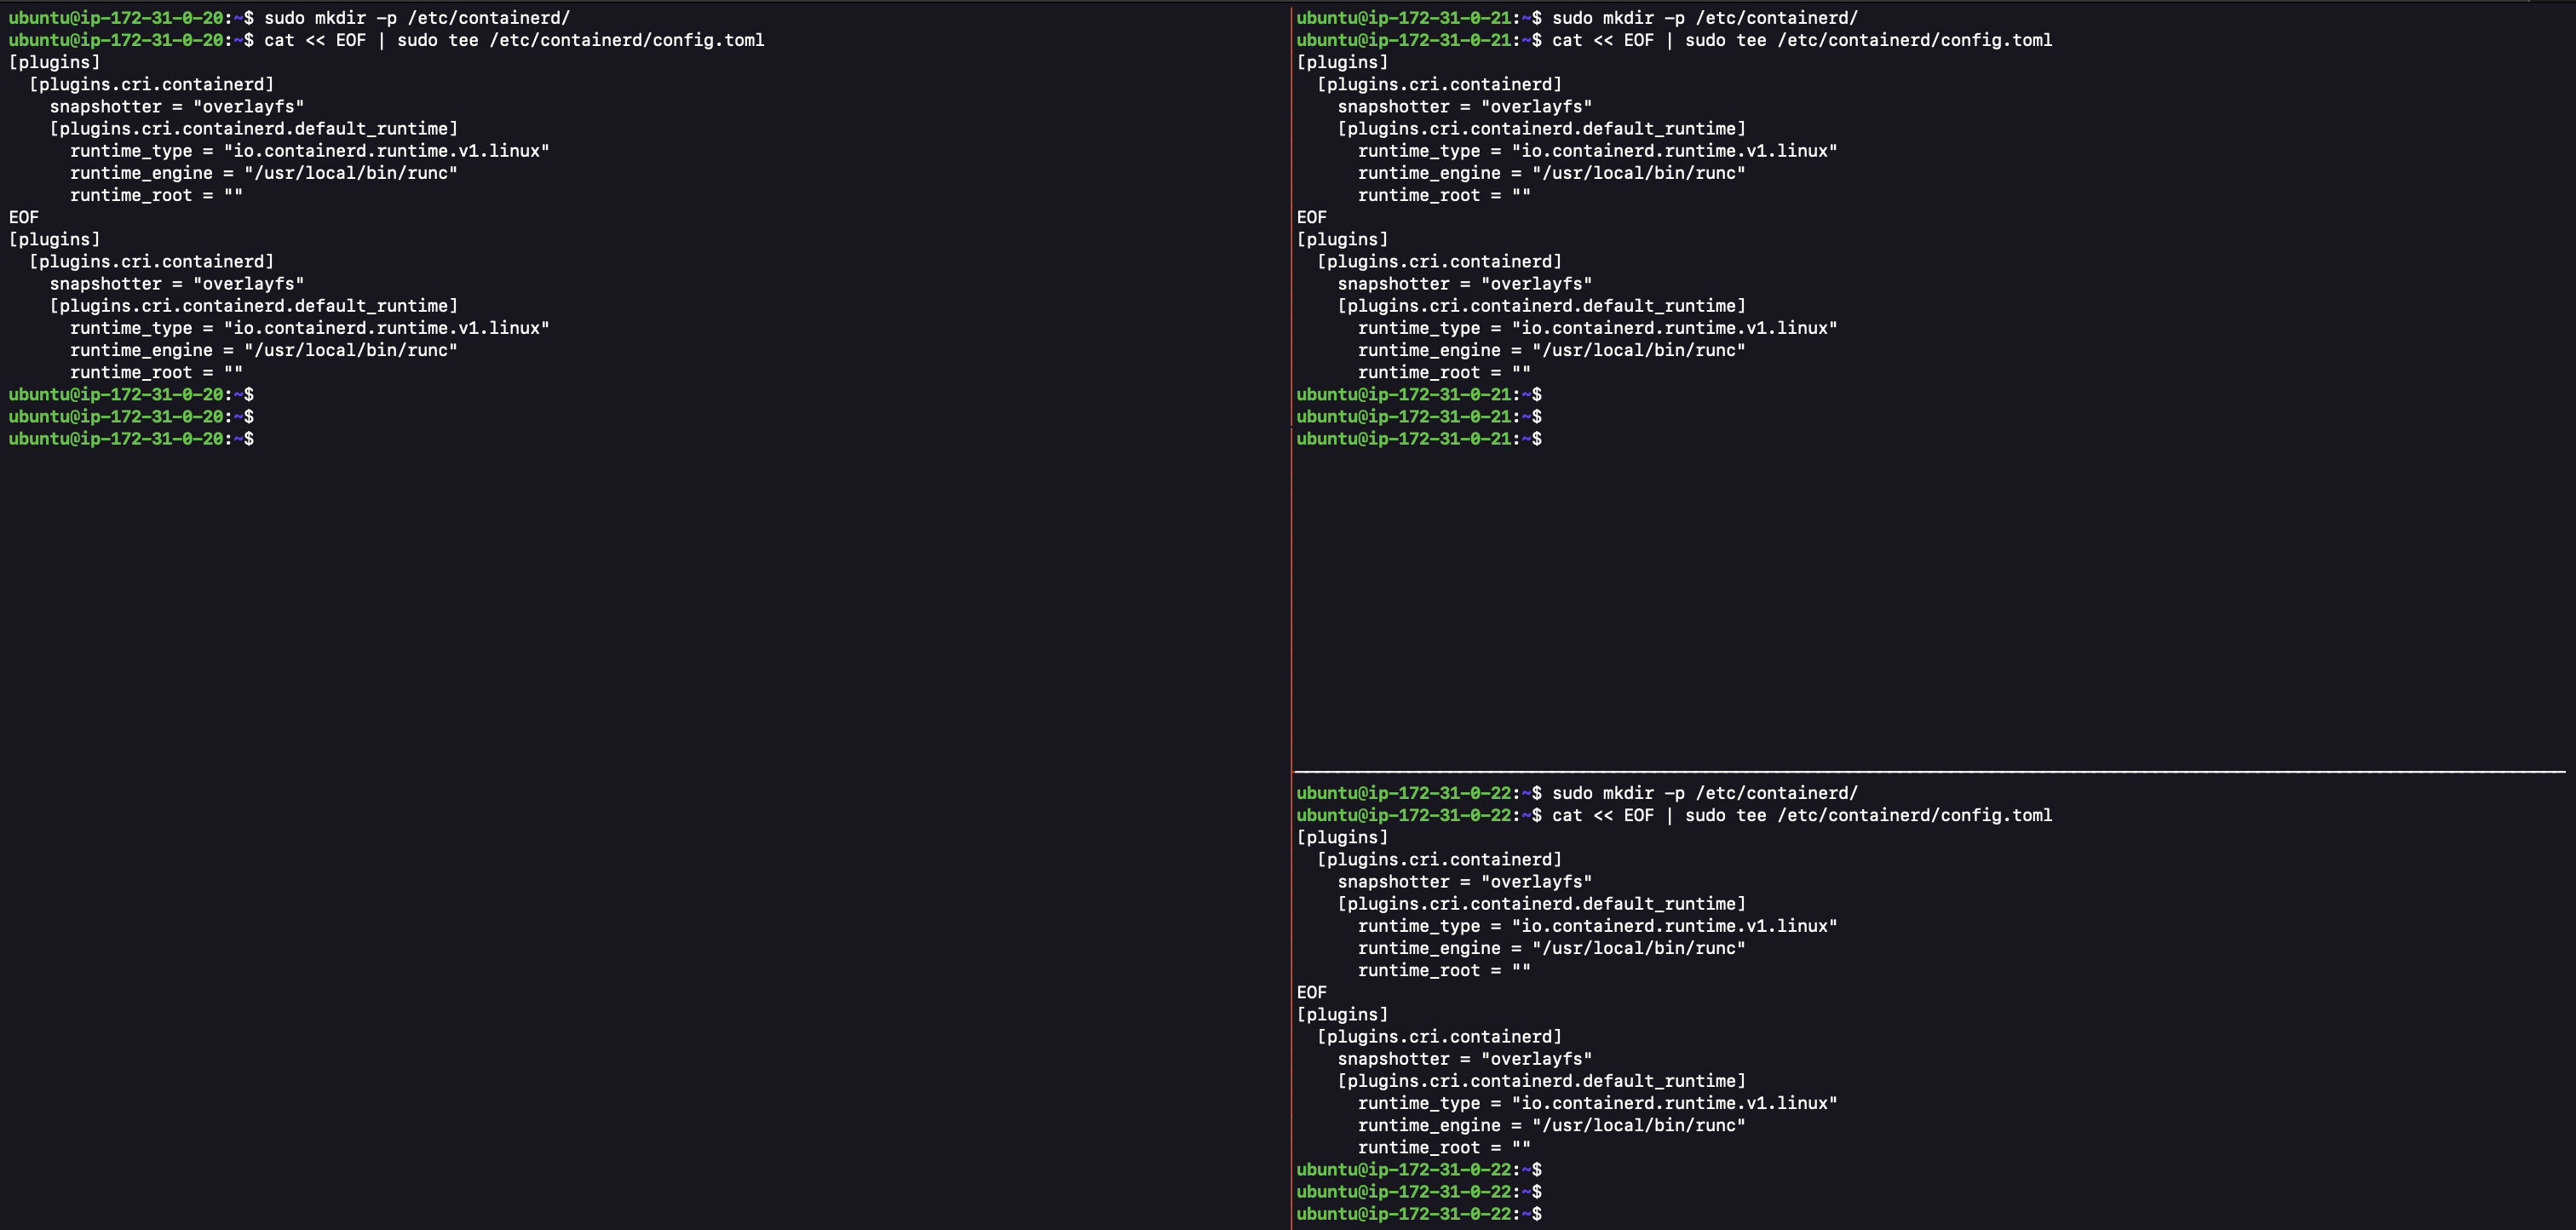 ubuntu@ip-172-31-0-20:~$ sudo mkdir -p /etc/containerd/
ubuntu@ip-172-31-0-20:~$ cat << EOF | sudo tee /etc/containerd/config.toml
[plugins]
  [plugins.cri.containerd]
    snapshotter = "overlayfs"
    [plugins.cri.containerd.default_runtime]
      runtime_type = "io.containerd.runtime.v1.linux"
      runtime_engine = "/usr/local/bin/runc"
      runtime_root = ""
EOF
[plugins]
  [plugins.cri.containerd]
    snapshotter = "overlayfs"
    [plugins.cri.containerd.default_runtime]
      runtime_type = "io.containerd.runtime.v1.linux"
      runtime_engine = "/usr/local/bin/runc"
      runtime_root = ""
ubuntu@ip-172-31-0-20:~$
ubuntu@ip-172-31-0-20:~$
ubuntu@ip-172-31-0-20:~$
ubuntu@ip-172-31-0-21:~$ sudo mkdir -p /etc/containerd/
ubuntu@ip-172-31-0-21:~$ cat << EOF | sudo tee /etc/containerd/config.toml
[plugins]
  [plugins.cri.containerd]
    snapshotter = "overlayfs"
    [plugins.cri.containerd.default_runtime]
      runtime_type = "io.containerd.runtime.v1.linux"
      runtime_engine = "/usr/local/bin/runc"
      runtime_root = ""
EOF
[plugins]
  [plugins.cri.containerd]
    snapshotter = "overlayfs"
    [plugins.cri.containerd.default_runtime]
      runtime_type = "io.containerd.runtime.v1.linux"
      runtime_engine = "/usr/local/bin/runc"
      runtime_root = ""
ubuntu@ip-172-31-0-21:~$
ubuntu@ip-172-31-0-21:~$
ubuntu@ip-172-31-0-21:~$
ubuntu@ip-172-31-0-22:~$ sudo mkdir -p /etc/containerd/
ubuntu@ip-172-31-0-22:~$ cat << EOF | sudo tee /etc/containerd/config.toml
[plugins]
  [plugins.cri.containerd]
    snapshotter = "overlayfs"
    [plugins.cri.containerd.default_runtime]
      runtime_type = "io.containerd.runtime.v1.linux"
      runtime_engine = "/usr/local/bin/runc"
      runtime_root = ""
EOF
[plugins]
  [plugins.cri.containerd]
    snapshotter = "overlayfs"
    [plugins.cri.containerd.default_runtime]
      runtime_type = "io.containerd.runtime.v1.linux"
      runtime_engine = "/usr/local/bin/runc"
      runtime_root = ""
ubuntu@ip-172-31-0-22:~$
ubuntu@ip-172-31-0-22:~$
ubuntu@ip-172-31-0-22:~$